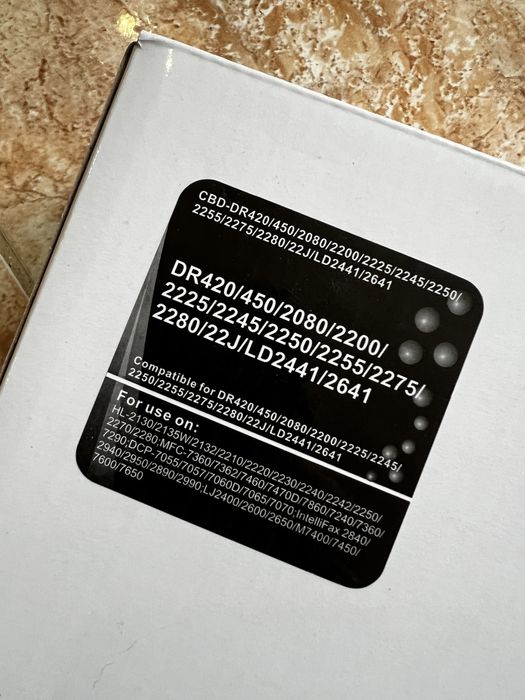 CBD-DR420/450/2080/2200/2225/2245/2250/
2255/2275/2280/22J/LD2441/2641
DR420/450/2080/2200/
2225/2245/2250/2255/2275/
2280/22J/LD2441/2641
Compatible for DR420/450/2080/2200/2225/2245/
2250/2255/2275/2280/22J/LD2441/2641
For use on:
HL-2130/2135W/2132/2210/2220/2230/2240/2242/2250/
2270/2280;MFC-7360/7362/7460/7470D/7860/7240/7360/
7290;DCP-7055/7057/7060D/7065/7070;IntelliFax 2840/
2940/2950/2890/2990,LJ2400/2600/2650/M7400/7450/
7600/7650